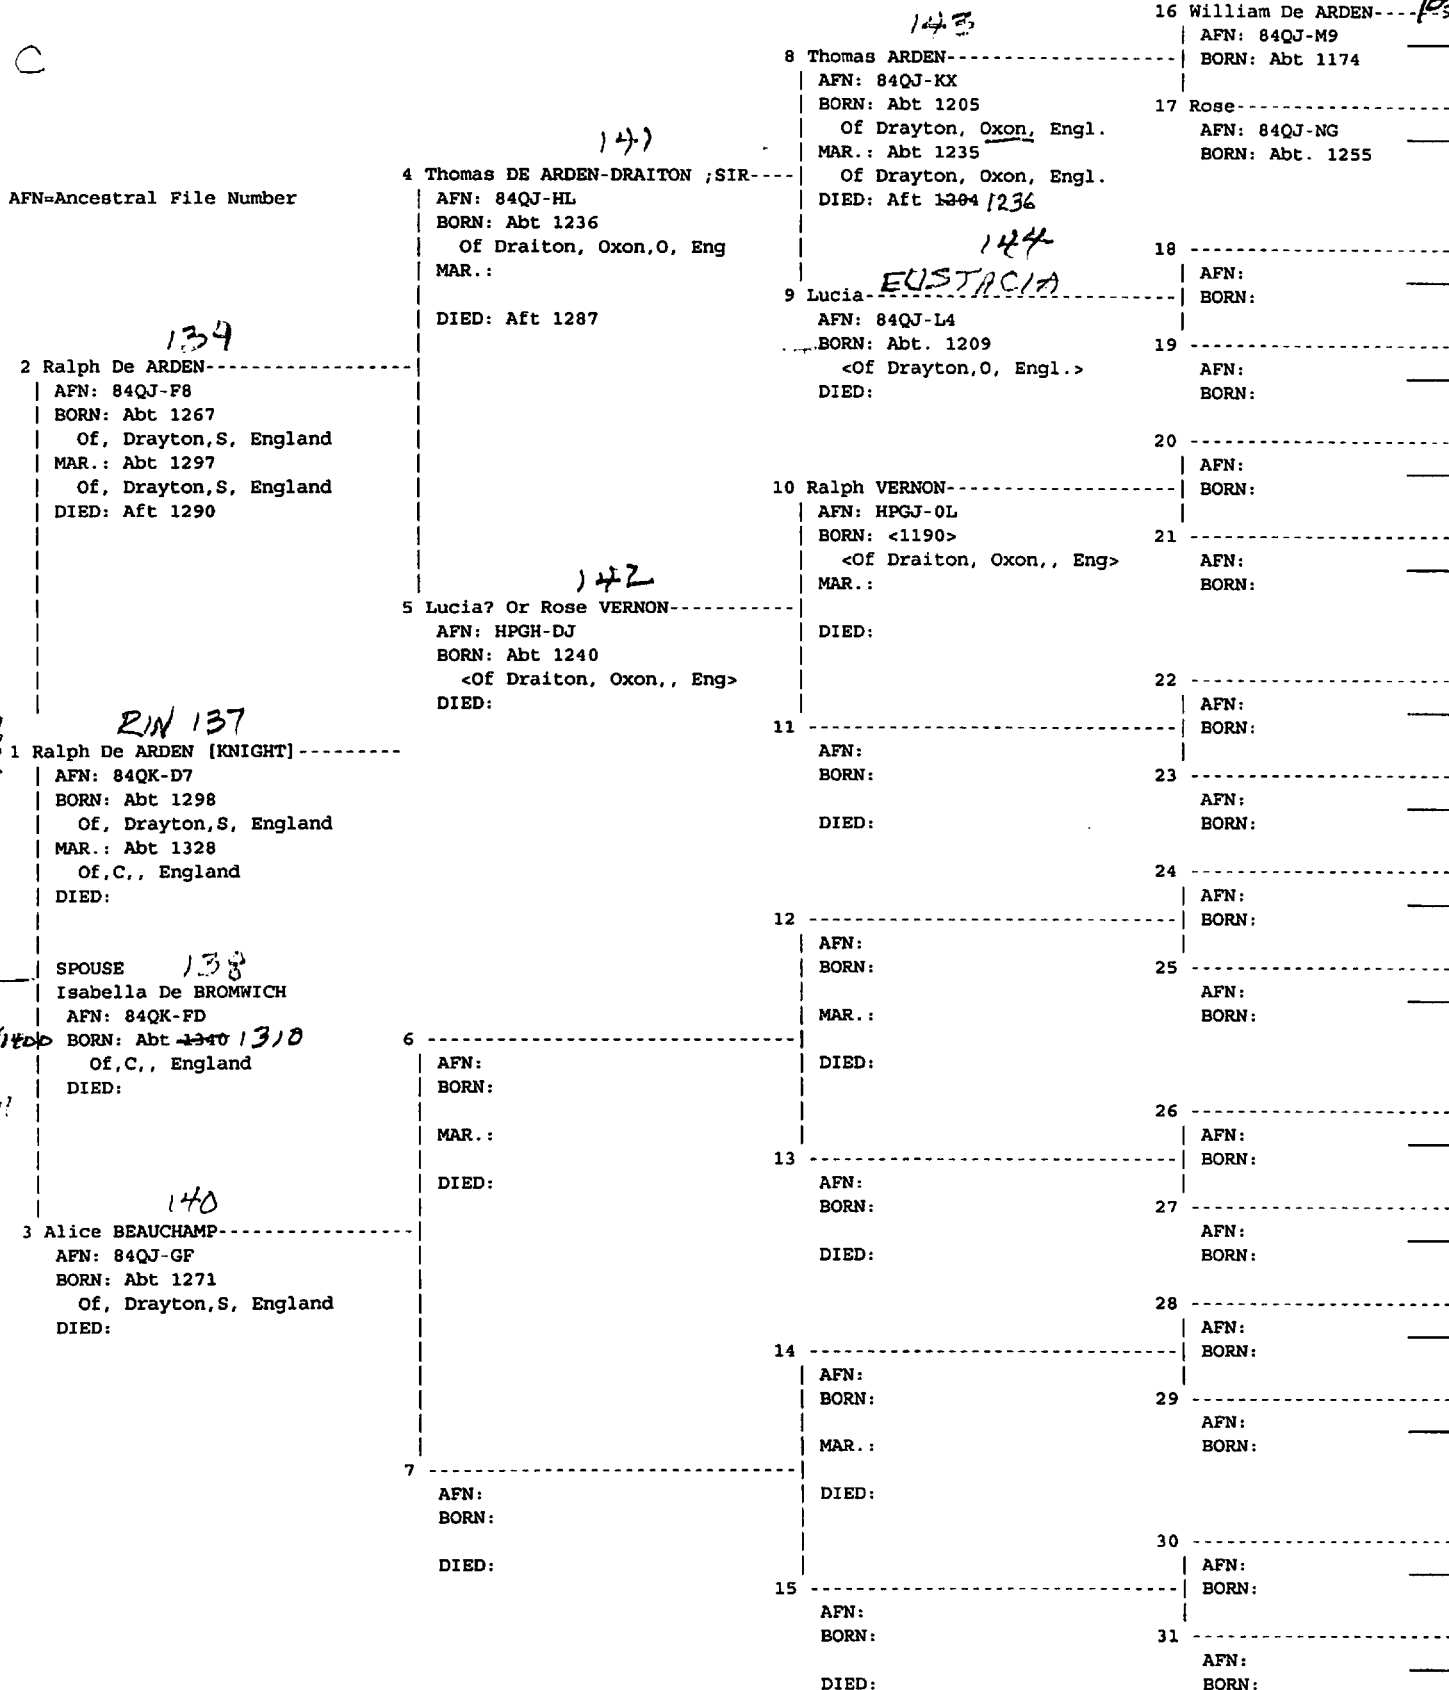 C
AFN=Ancestral File Number
139
2 Ralph De ARDEN
AFN: 84QJ-F8
BORN: Abt 1267
Of, Drayton,S, England
MAR.: Abt 1297
Of, Drayton,S, England
DIED: Aft 1290
RIN 137
1 Ralph De ARDEN [KNIGHT]
AFN: 84QK-D7
BORN: Abt 1298
Of, Drayton,S, England
MAR.: Abt 1328
Of,C,, England
DIED:
SPOUSE 138
Isabella De BROMWICH
AFN: 84QK-FD
BORN: Abt 1340 1310
Of,C,, England
DIED:
140
3 Alice BEAUCHAMP
AFN: 84QJ-GF
BORN: Abt 1271
Of, Drayton,S, England
DIED:
141
4 Thomas DE ARDEN-DRAITON ;SIR
AFN: 84QJ-HL
BORN: Abt 1236
Of Draiton, Oxon,O, Eng
MAR.:
DIED: Aft 1287
142
5 Lucia? Or Rose VERNON
AFN: HPGH-DJ
BORN: Abt 1240
<Of Draiton, Oxon,, Eng>
DIED:
6
AFN:
BORN:
MAR.:
DIED:
7
AFN:
BORN:
DIED:
143
8 Thomas ARDEN
AFN: 84QJ-KX
BORN: Abt 1205
Of Drayton, Oxon, Engl.
MAR.: Abt 1235
Of Drayton, Oxon, Engl.
DIED: Aft 1204 1236
144
9 Lucia EUSTACIA
AFN: 84QJ-L4
BORN: Abt. 1209
<Of Drayton,O, Engl.>
DIED:
10 Ralph VERNON
AFN: HPGJ-0L
BORN: <1190>
<Of Draiton, Oxon,, Eng>
MAR.:
DIED:
11
AFN:
BORN:
DIED:
12
AFN:
BORN:
MAR.:
DIED:
13
AFN:
BORN:
DIED:
14
AFN:
BORN:
MAR.:
DIED:
15
AFN:
BORN:
DIED:
16 William De ARDEN
AFN: 84QJ-M9
BORN: Abt 1174
17 Rose
AFN: 84QJ-NG
BORN: Abt. 1255
18
AFN:
BORN:
19
AFN:
BORN:
20
AFN:
BORN:
21
AFN:
BORN:
22
AFN:
BORN:
23
AFN:
BORN:
24
AFN:
BORN:
25
AFN:
BORN:
26
AFN:
BORN:
27
AFN:
BORN:
28
AFN:
BORN:
29
AFN:
BORN:
30
AFN:
BORN:
31
AFN:
BORN: